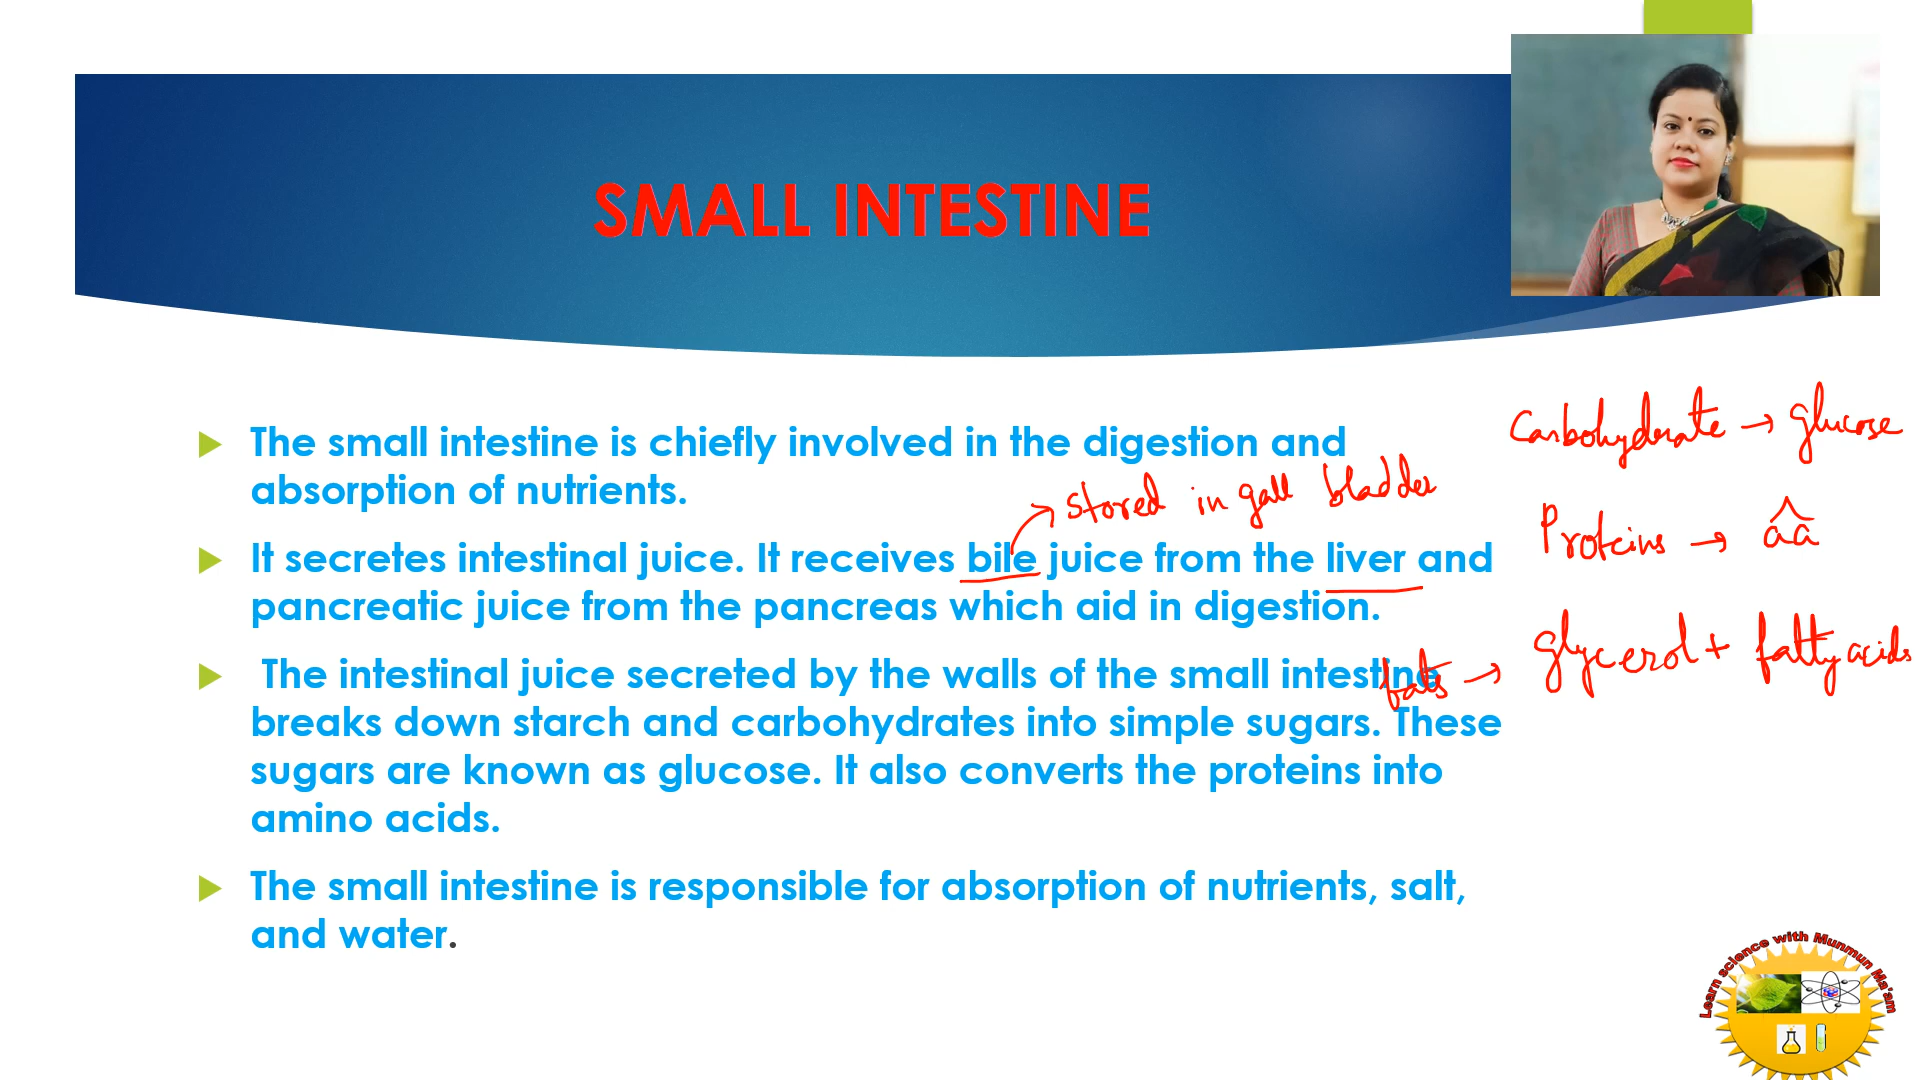 SMALL INTESTINE
The small intestine is chiefly involved in the digestion and
absorption of nutrients.
stored in gall bladder
It secretes intestinal juice. It receives bile juice from the liver and
pancreatic juice from the pancreas which aid in digestion.
The intestinal juice secreted by the walls of the small intestine
breaks down starch and carbohydrates into simple sugars. These
sugars are known as glucose. It also converts the proteins into
amino acids.
The small intestine is responsible for absorption of nutrients, salt,
and water.
Carbohydrate → glucose
Proteins → aa
fats → glycerol + fatty acids
Learn science with Munmun Ma'am